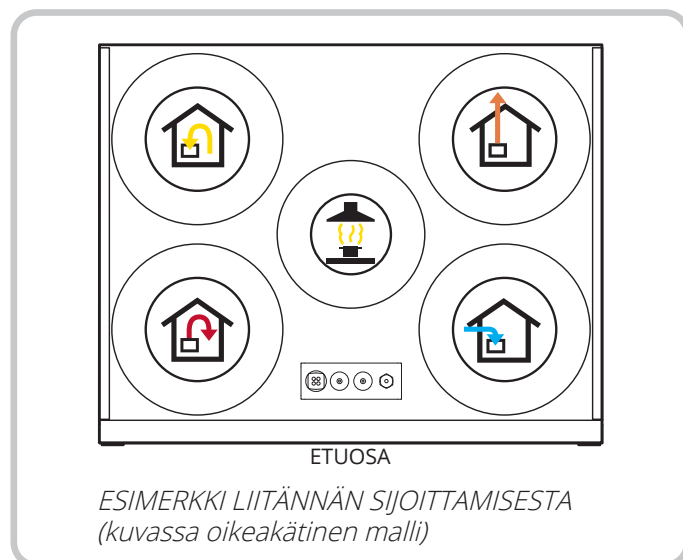 ETUOSA
ESIMERKKI LIITÄNNÄN SIJOITTAMISESTA
(kuvassa oikeakätinen malli)